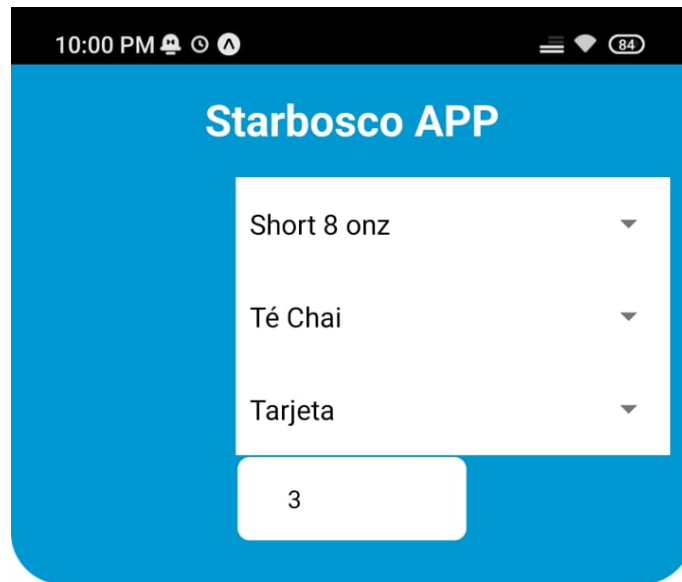 10:00 PM 84
Starbosco APP
Short 8 onz
Té Chai
Tarjeta
3